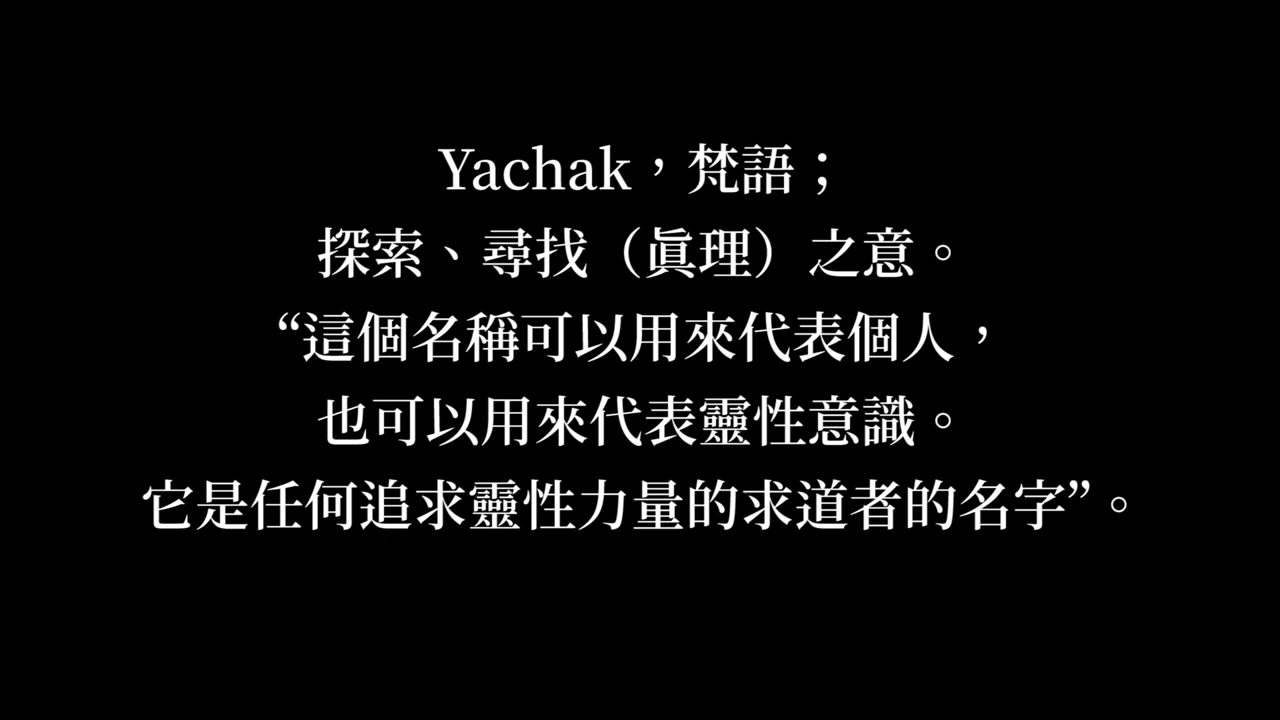 Yachak，梵語；
探索、尋找（眞理）之意。
“這個名稱可以用來代表個人，
也可以用來代表靈性意識。
它是任何追求靈性力量的求道者的名字”。